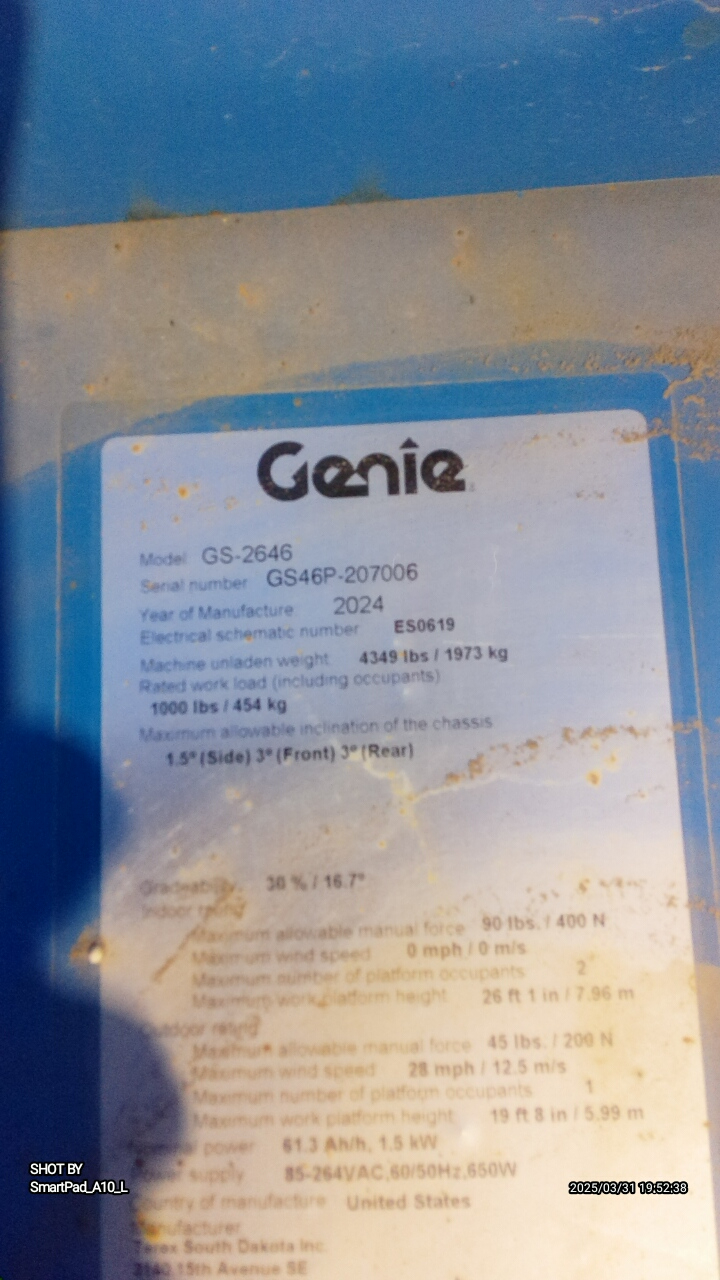 Genie
Model GS-2646
Serial number GS46P-207006
Year of Manufacture 2024
Electrical schematic number ES0619
Machine unladen weight 4349 lbs / 1973 kg
Rated work load (including occupants)
1000 lbs / 454 kg
Maximum allowable inclination of the chassis
1.5° (Side) 3° (Front) 3° (Rear)
Gradeability 30 % / 16.7°
Indoor rating
Maximum allowable manual force 90 lbs. / 400 N
Maximum wind speed 0 mph / 0 m/s
Maximum number of platform occupants 2
Maximum work platform height 26 ft 1 in / 7.96 m
Outdoor rating
Maximum allowable manual force 45 lbs. / 200 N
Maximum wind speed 28 mph / 12.5 m/s
Maximum number of platform occupants 1
Maximum work platform height 19 ft 8 in / 5.99 m
power 61.3 Ah/h, 1.5 kW
Power supply 85-264VAC,60/50Hz,650W
Country of manufacture United States
Manufacturer
Terex South Dakota Inc.
15th Avenue SE
SHOT BY
SmartPad_A10_L
2025/03/31 19:52:38